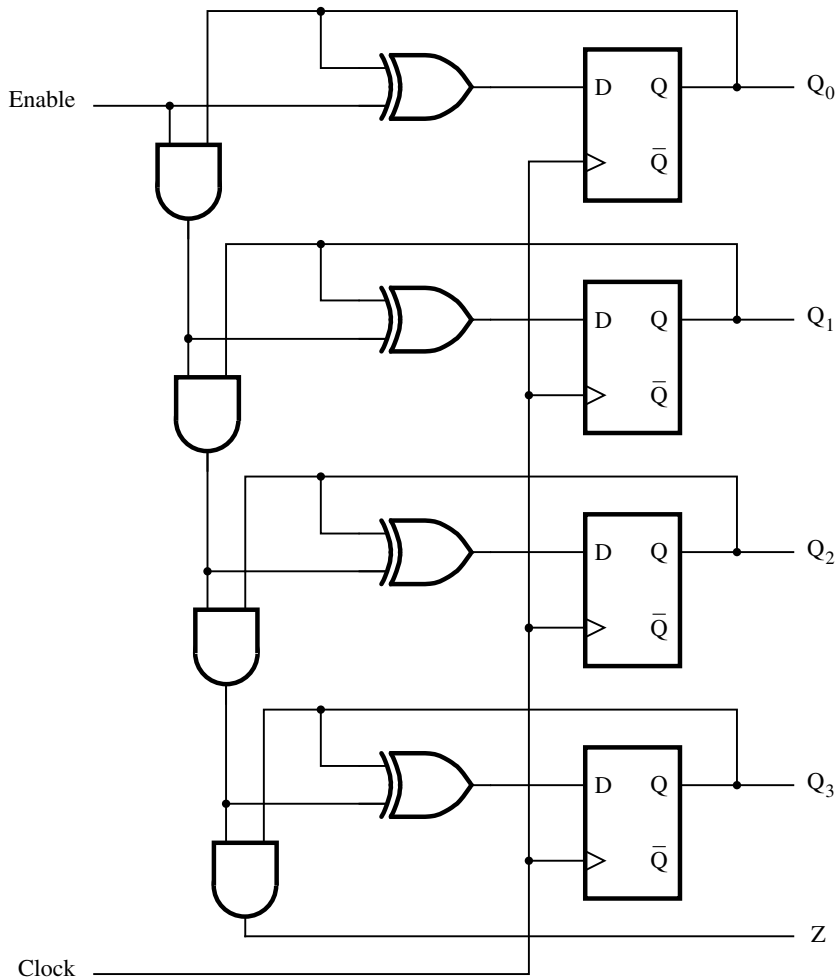 Enable
D Q Q₀
Q̅
D Q Q₁
Q̅
D Q Q₂
Q̅
D Q Q₃
Q̅
Z
Clock